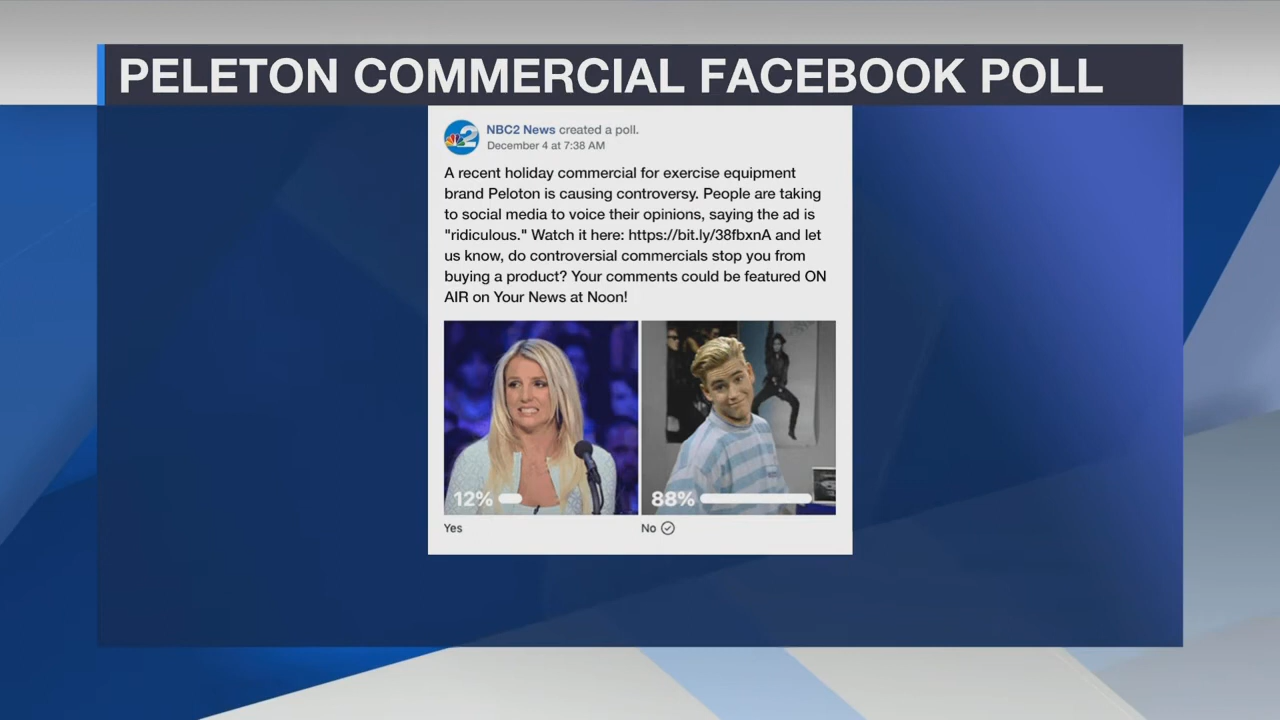 PELETON COMMERCIAL FACEBOOK POLL
2
NBC2 News created a poll.
December 4 at 7:38 AM
A recent holiday commercial for exercise equipment
brand Peloton is causing controversy. People are taking
to social media to voice their opinions, saying the ad is
"ridiculous." Watch it here: https://bit.ly/38fbxnA and let
us know, do controversial commercials stop you from
buying a product? Your comments could be featured ON
AIR on Your News at Noon!
12%
88%
Yes
No